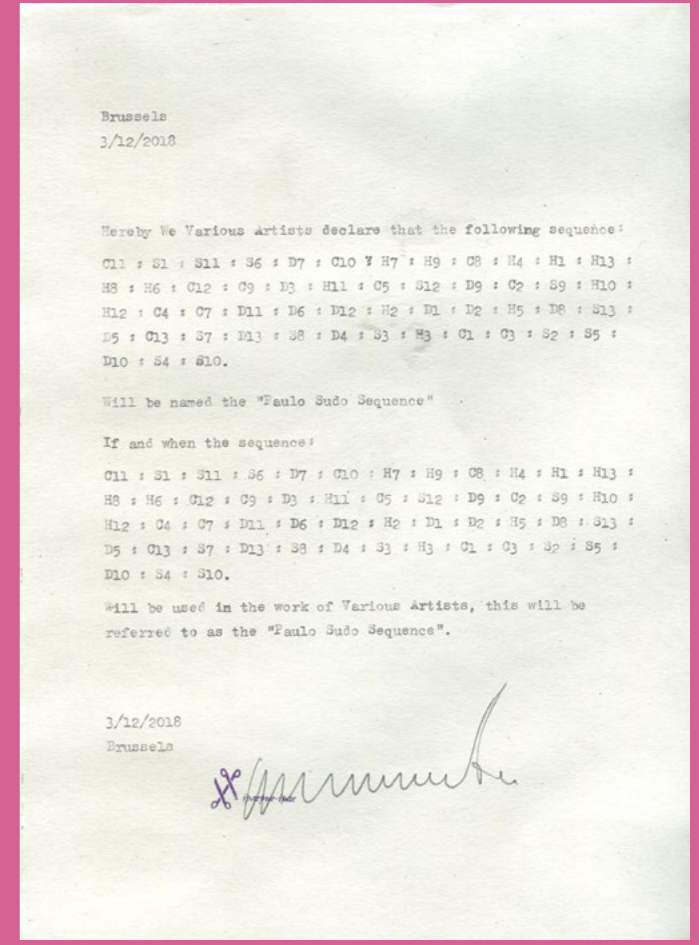 Brussels
3/12/2018
Hereby We Various Artists declare that the following sequence:
C11 : S1 : S11 : S6 : D7 : C10 : H7 : H9 : C8 : H4 : H1 : H13 :
H8 : H6 : C12 : C9 : D3 : H11 : C5 : S12 : D9 : C2 : S9 : H10 :
H12 : C4 : C7 : D11 : D6 : D12 : H2 : D1 : D2 : H5 : D8 : S13 :
D5 : C13 : S7 : D13 : S8 : D4 : S3 : H3 : C1 : C3 : S2 : S5 :
D10 : S4 : S10.
Will be named the "Paulo Sudo Sequence"
If and when the sequence:
C11 : S1 : S11 : S6 : D7 : C10 : H7 : H9 : C8 : H4 : H1 : H13 :
H8 : H6 : C12 : C9 : D3 : H11 : C5 : S12 : D9 : C2 : S9 : H10 :
H12 : C4 : C7 : D11 : D6 : D12 : H2 : D1 : D2 : H5 : D8 : S13 :
D5 : C13 : S7 : D13 : S8 : D4 : S3 : H3 : C1 : C3 : S2 : S5 :
D10 : S4 : S10.
Will be used in the work of Various Artists, this will be
referred to as the "Paulo Sudo Sequence".
3/12/2018
Brussels